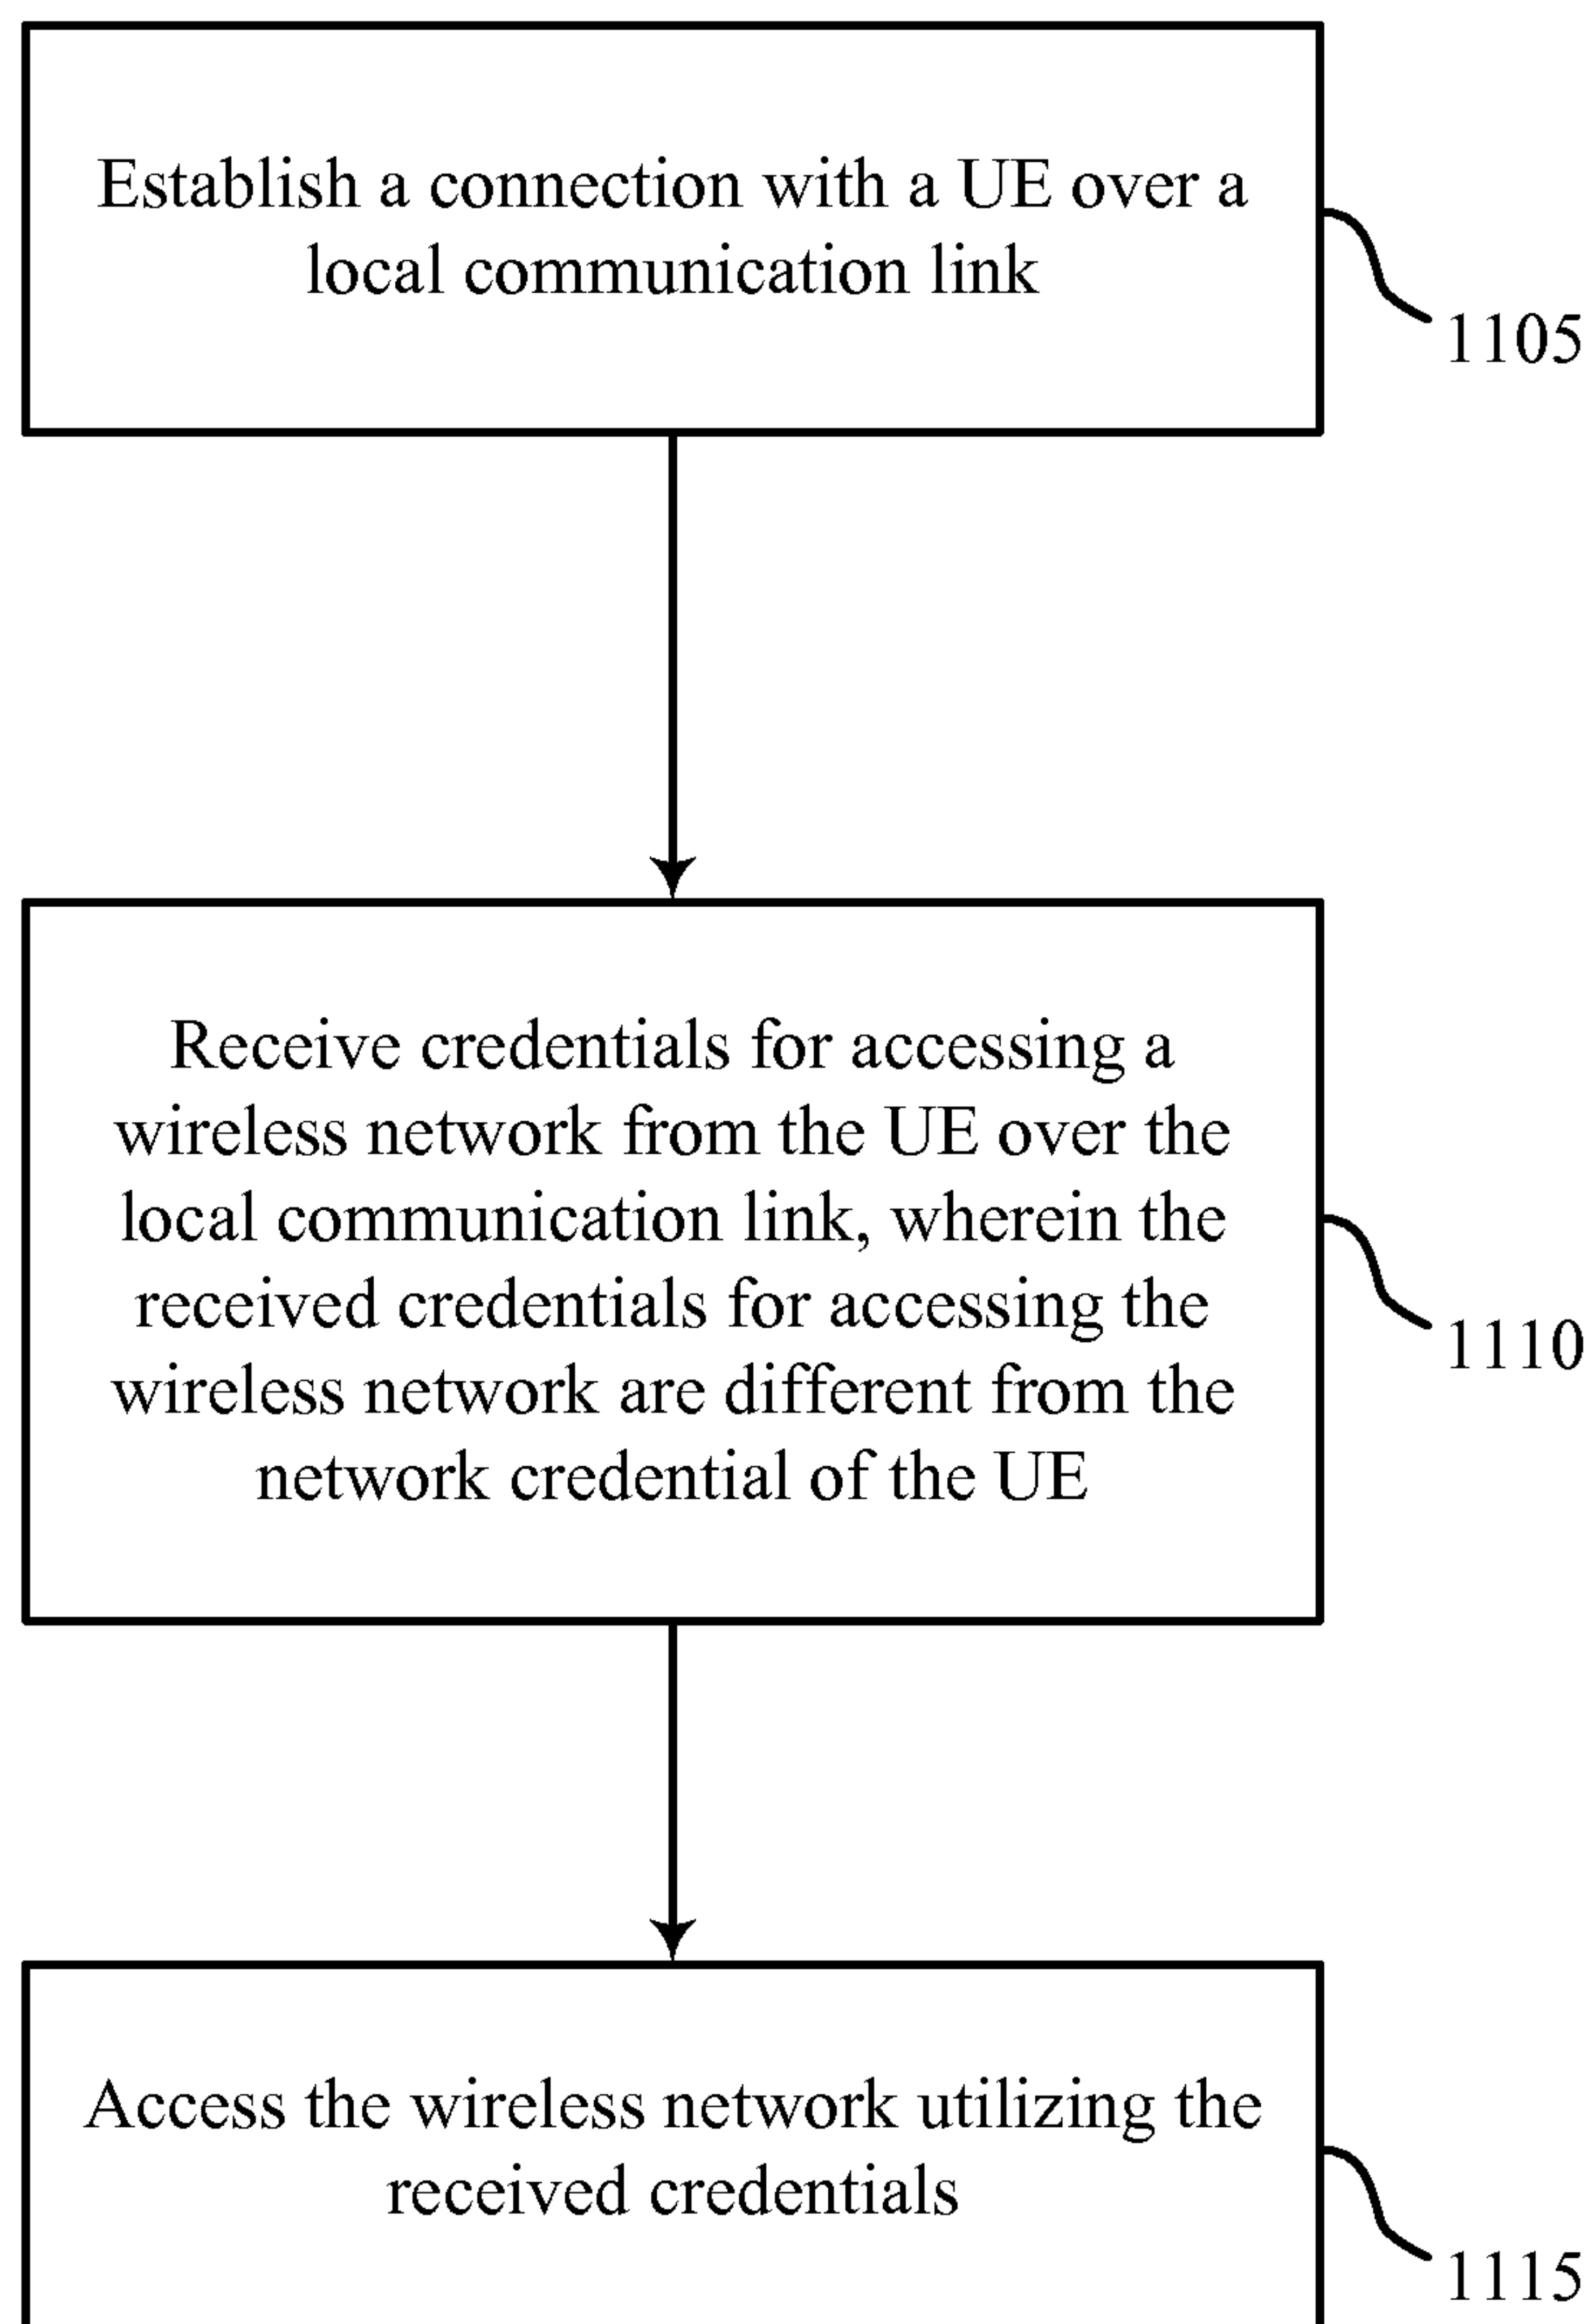 Establish a connection with a UE over a
local communication link
1105
Receive credentials for accessing a
wireless network from the UE over the
local communication link, wherein the
received credentials for accessing the
wireless network are different from the
network credential of the UE
1110
Access the wireless network utilizing the
received credentials
1115